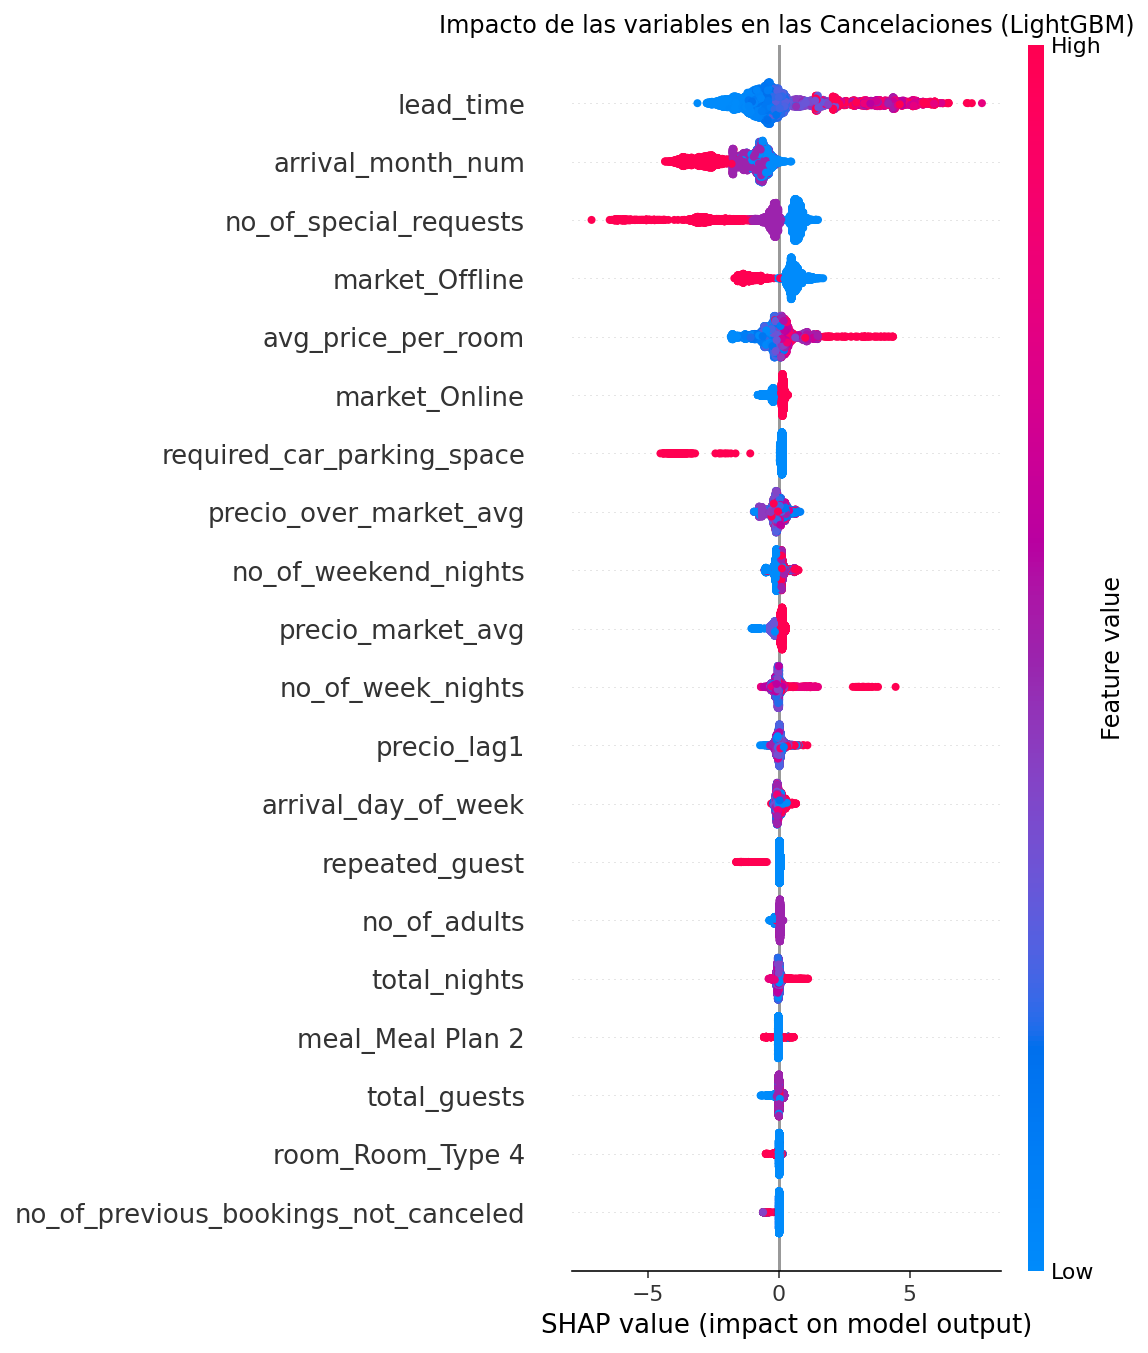 Impacto de las variables en las Cancelaciones (LightGBM)
High
lead_time
arrival_month_num
no_of_special_requests
market_Offline
avg_price_per_room
market_Online
required_car_parking_space
precio_over_market_avg
no_of_weekend_nights
precio_market_avg
no_of_week_nights
precio_lag1
arrival_day_of_week
repeated_guest
no_of_adults
total_nights
meal_Meal Plan 2
total_guests
room_Room_Type 4
no_of_previous_bookings_not_canceled
Feature value
Low
−5 0 5
SHAP value (impact on model output)